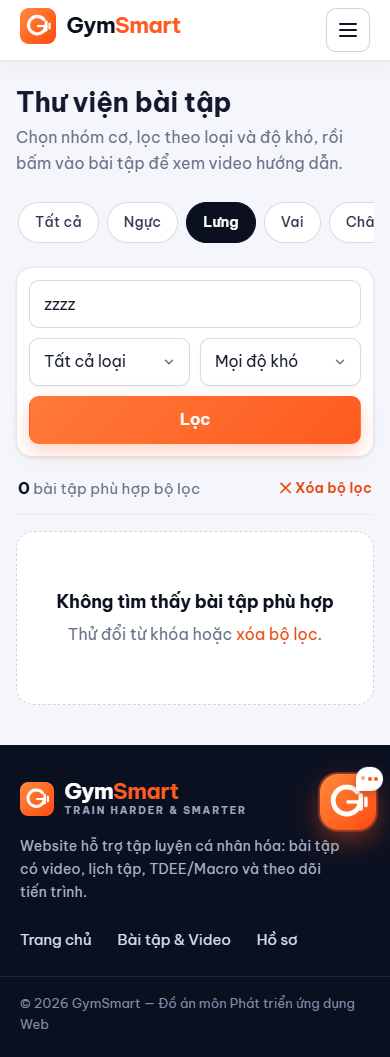 GymSmart
Thư viện bài tập
Chọn nhóm cơ, lọc theo loại và độ khó, rồi
bấm vào bài tập để xem video hướng dẫn.
Tất cả Ngực Lưng Vai Châ
zzzz
Tất cả loại Mọi độ khó
Lọc
0 bài tập phù hợp bộ lọc Xóa bộ lọc
Không tìm thấy bài tập phù hợp
Thử đổi từ khóa hoặc xóa bộ lọc.
GymSmart
TRAIN HARDER & SMARTER
Website hỗ trợ tập luyện cá nhân hóa: bài tập
có video, lịch tập, TDEE/Macro và theo dõi
tiến trình.
Trang chủ Bài tập & Video Hồ sơ
© 2026 GymSmart — Đồ án môn Phát triển ứng dụng
Web